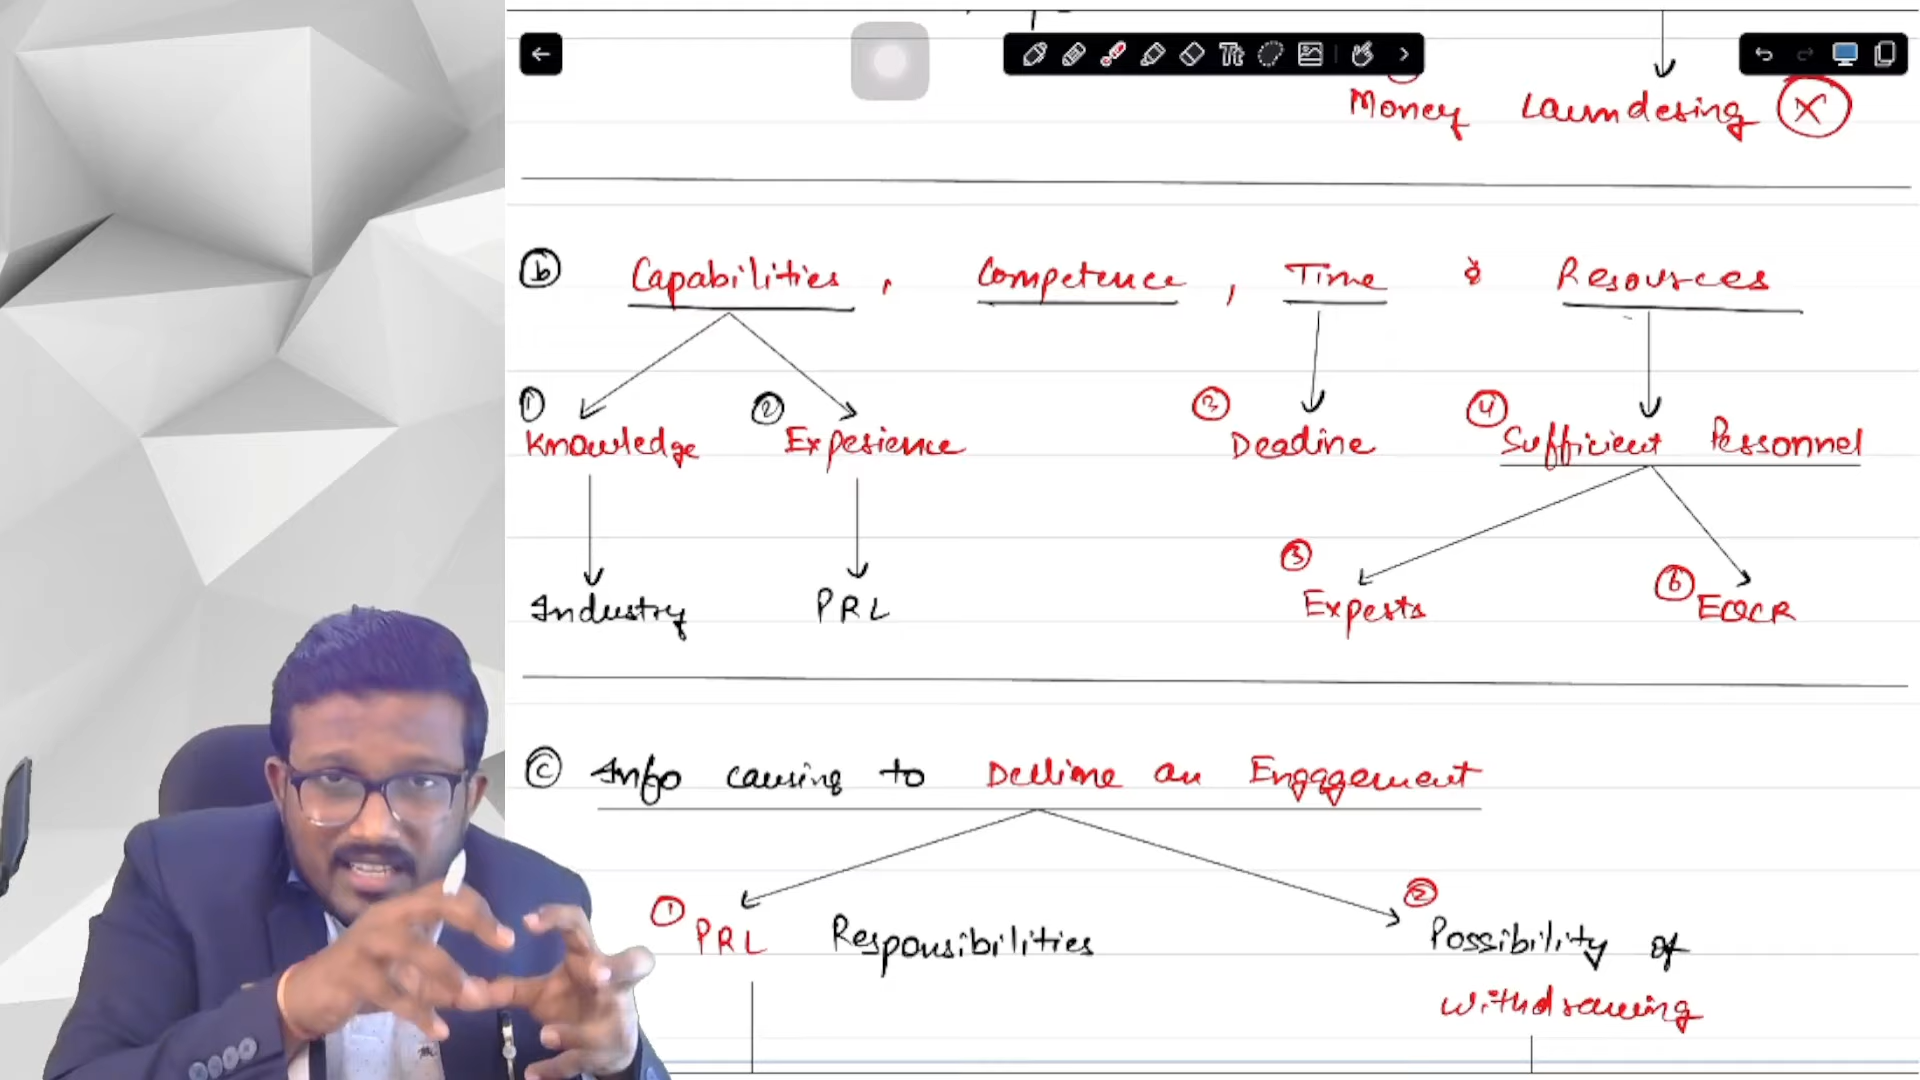 Money Laundering X
b Capabilities, Competence, Time & Resources
1 Knowledge 2 Experience 3 Deadine 4 Sufficient Personnel
Industry PRL 5 Experts 6 EQCR
c Info causing to Decline an Engagement
1 PRL Responsibilities 2 Possibility of
withdrawing